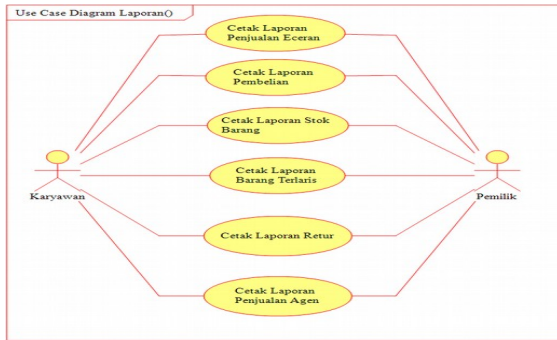 Use Case Diagram Laporan()
Cetak Laporan
Penjualan Eceran
Cetak Laporan
Pembelian
Cetak Laporan Stok
Barang
Cetak Laporan
Barang Terlaris
Karyawan
Pemilik
Cetak Laporan Retur
Cetak Laporan
Penjualan Agen